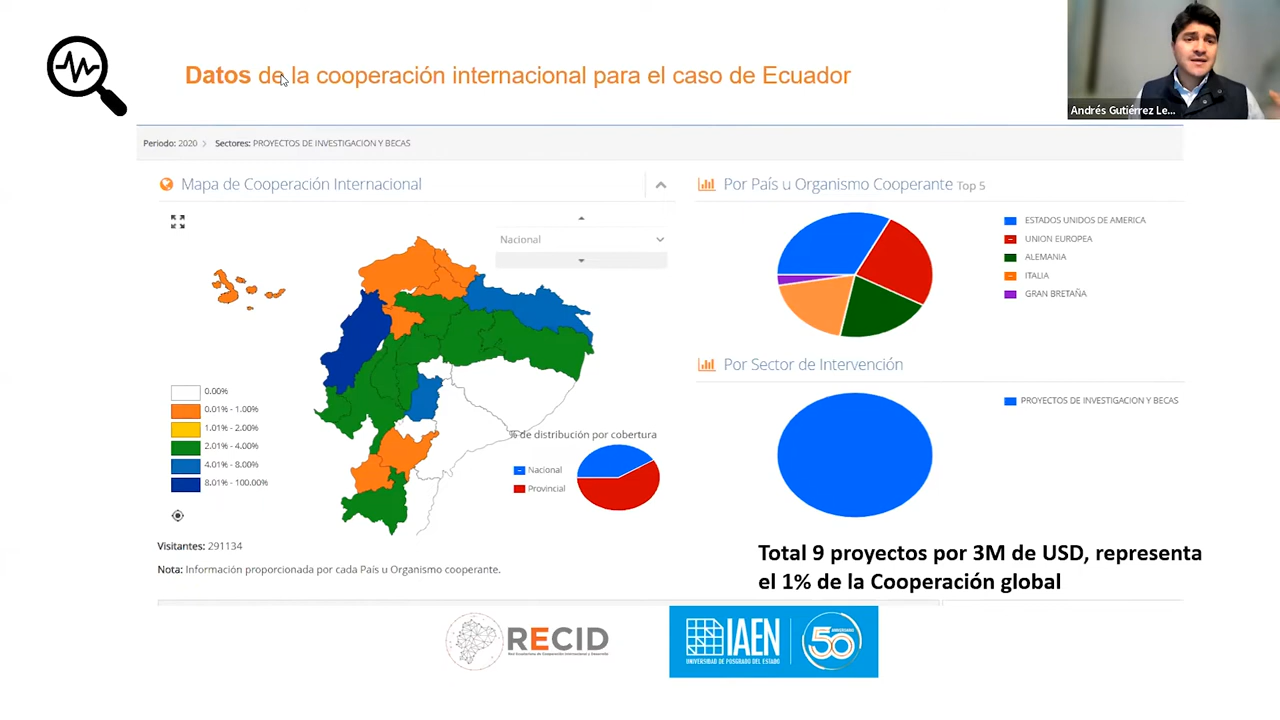 Datos de la cooperación internacional para el caso de Ecuador
Andrés Gutiérrez Le...
Periodo: 2020 > Sectores: PROYECTOS DE INVESTIGACION Y BECAS
Mapa de Cooperación Internacional
Nacional
0.00%
0.01% - 1.00%
1.01% - 2.00%
2.01% - 4.00%
4.01% - 8.00%
8.01% - 100.00%
% de distribución por cobertura
Nacional
Provincial
Visitantes: 291134
Nota: Información proporcionada por cada País u Organismo cooperante.
Por País u Organismo Cooperante Top 5
ESTADOS UNIDOS DE AMERICA
UNION EUROPEA
ALEMANIA
ITALIA
GRAN BRETAÑA
Por Sector de Intervención
PROYECTOS DE INVESTIGACION Y BECAS
Total 9 proyectos por 3M de USD, representa
el 1% de la Cooperación global
RECID
Red Ecuatoriana de Cooperación Internacional y Desarrollo
IAEN
UNIVERSIDAD DE POSGRADO DEL ESTADO
50
ANIVERSARIO